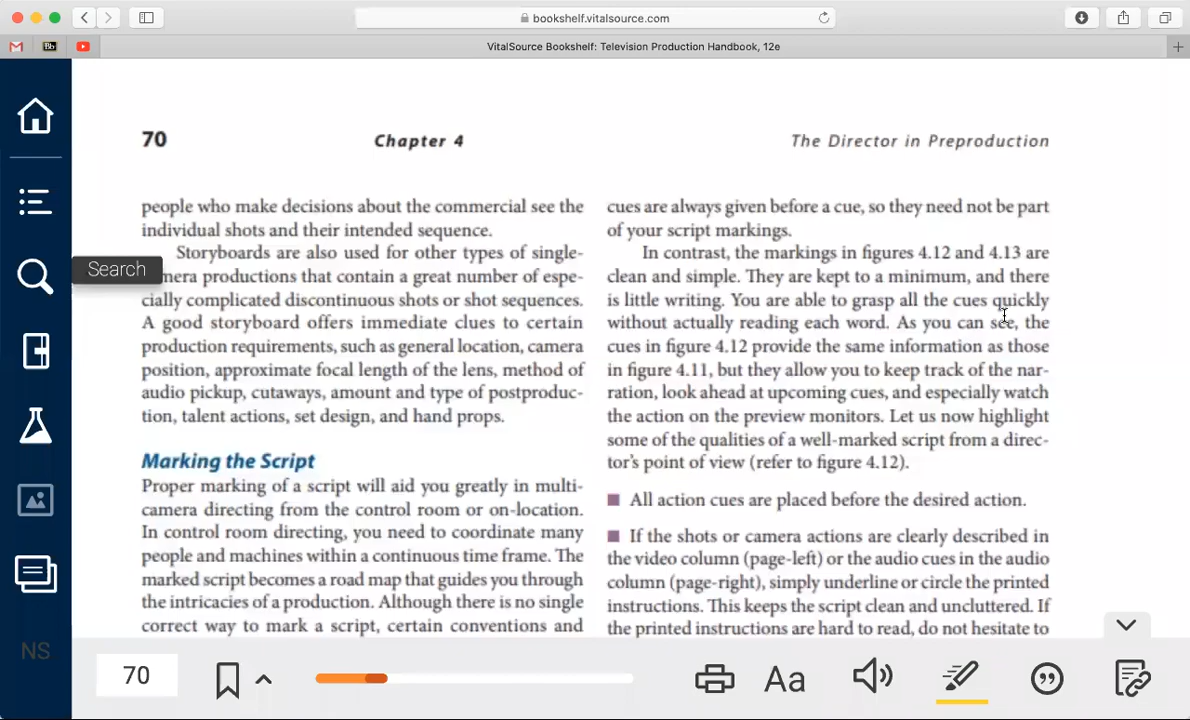 bookshelf.vitalsource.com
VitalSource Bookshelf: Television Production Handbook, 12e
70
Chapter 4
The Director in Preproduction
people who make decisions about the commercial see the
individual shots and their intended sequence.
Storyboards are also used for other types of single-
mera productions that contain a great number of espe-
cially complicated discontinuous shots or shot sequences.
A good storyboard offers immediate clues to certain
production requirements, such as general location, camera
position, approximate focal length of the lens, method of
audio pickup, cutaways, amount and type of postproduc-
tion, talent actions, set design, and hand props.
Marking the Script
Proper marking of a script will aid you greatly in multi-
camera directing from the control room or on-location.
In control room directing, you need to coordinate many
people and machines within a continuous time frame. The
marked script becomes a road map that guides you through
the intricacies of a production. Although there is no single
correct way to mark a script, certain conventions and
cues are always given before a cue, so they need not be part
of your script markings.
In contrast, the markings in figures 4.12 and 4.13 are
clean and simple. They are kept to a minimum, and there
is little writing. You are able to grasp all the cues quickly
without actually reading each word. As you can see, the
cues in figure 4.12 provide the same information as those
in figure 4.11, but they allow you to keep track of the nar-
ration, look ahead at upcoming cues, and especially watch
the action on the preview monitors. Let us now highlight
some of the qualities of a well-marked script from a direc-
tor's point of view (refer to figure 4.12).
■ All action cues are placed before the desired action.
■ If the shots or camera actions are clearly described in
the video column (page-left) or the audio cues in the audio
column (page-right), simply underline or circle the printed
instructions. This keeps the script clean and uncluttered. If
the printed instructions are hard to read, do not hesitate to
Search
NS
70
Aa